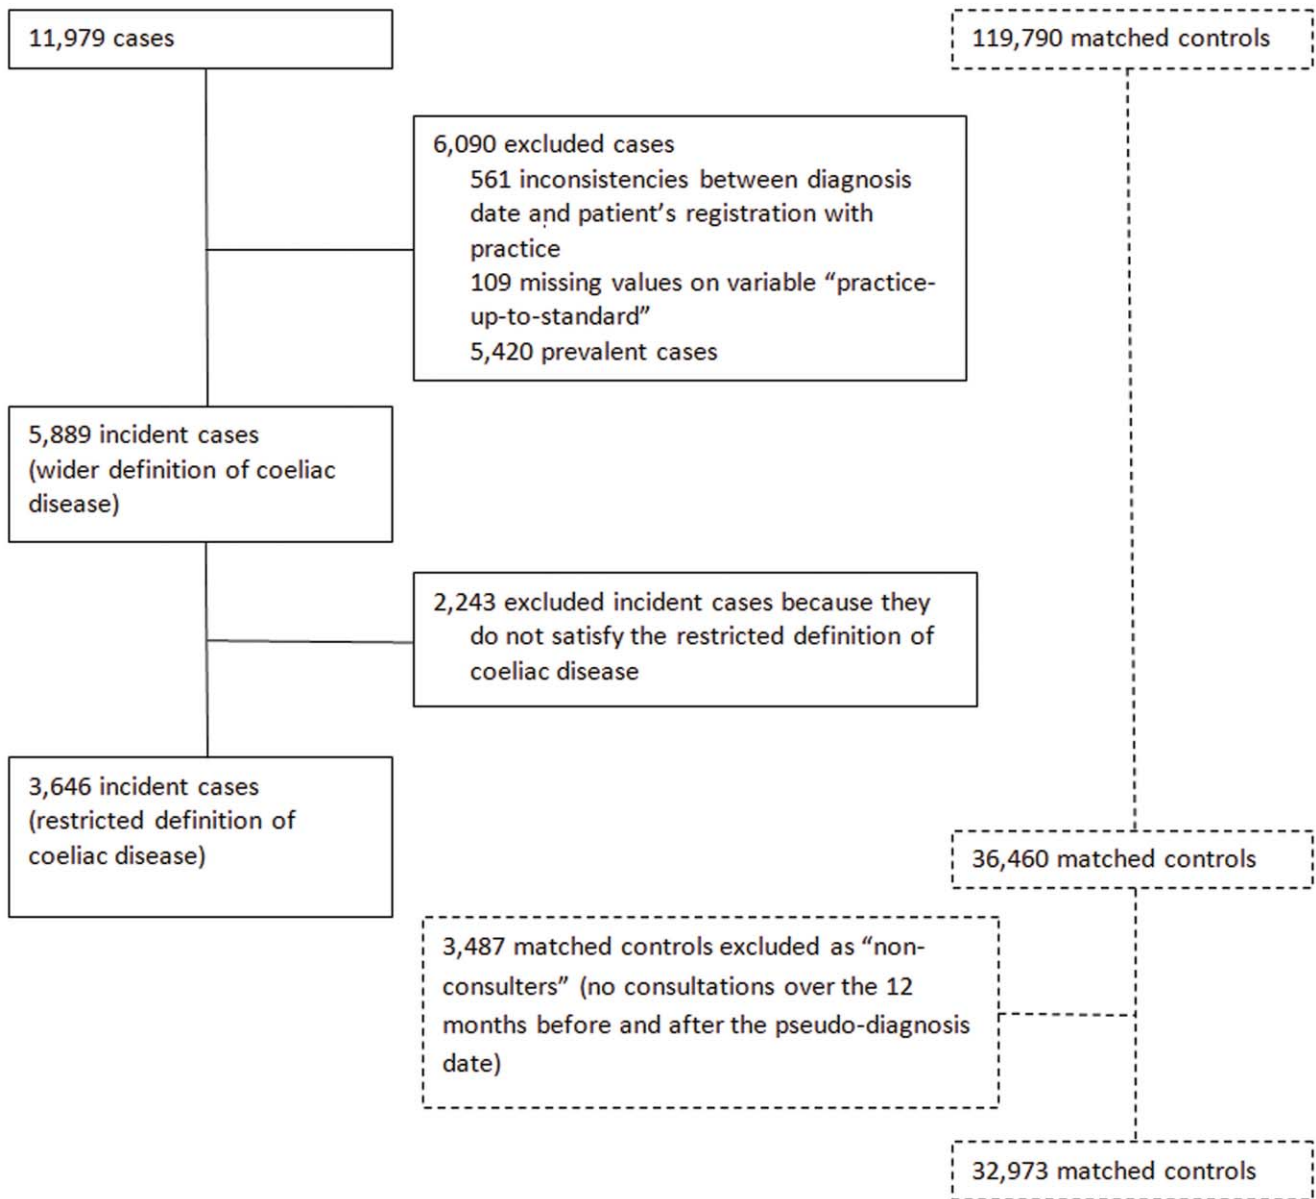 11,979 cases
119,790 matched controls
6,090 excluded cases
561 inconsistencies between diagnosis
date and patient’s registration with
practice
109 missing values on variable “practice-
up-to-standard”
5,420 prevalent cases
5,889 incident cases
(wider definition of coeliac
disease)
2,243 excluded incident cases because they
do not satisfy the restricted definition of
coeliac disease
3,646 incident cases
(restricted definition of
coeliac disease)
36,460 matched controls
3,487 matched controls excluded as “non-
consulters” (no consultations over the 12
months before and after the pseudo-diagnosis
date)
32,973 matched controls